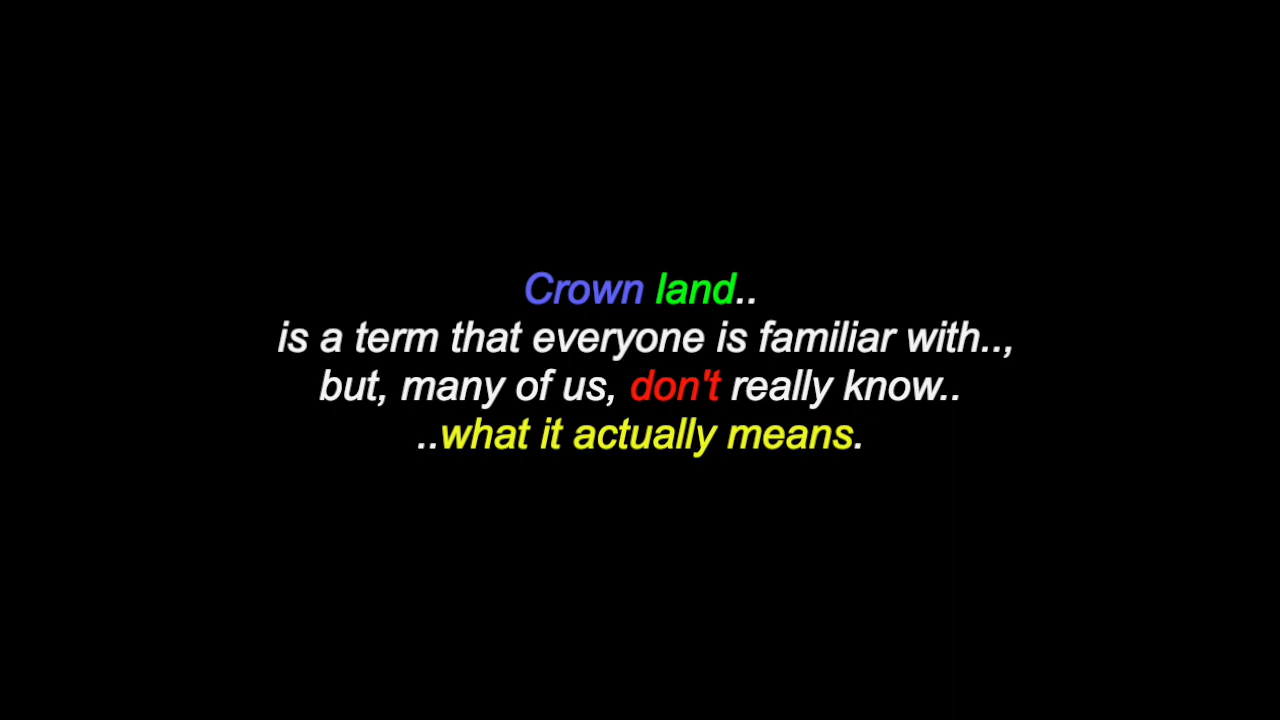 Crown land..
is a term that everyone is familiar with..,
but, many of us, don't really know..
..what it actually means.